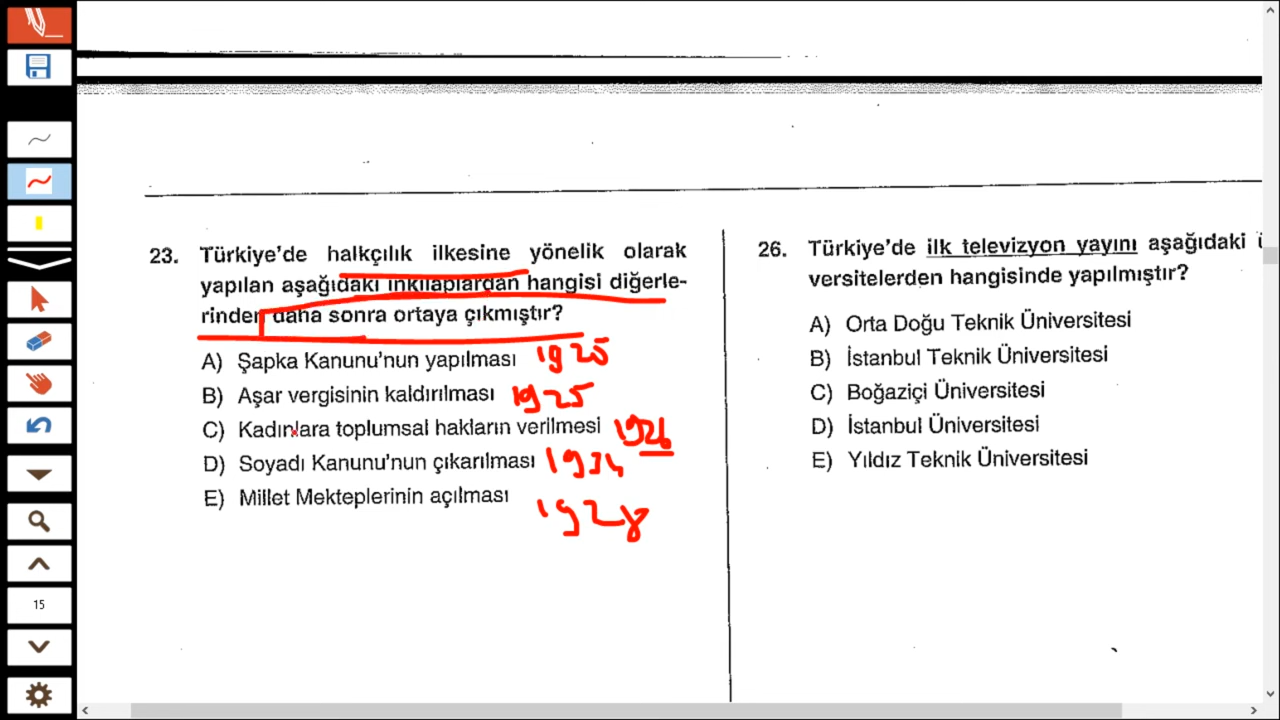 23. Türkiye'de halkçılık ilkesine yönelik olarak
yapılan aşağıdaki inkılaplardan hangisi diğerle-
rinden daha sonra ortaya çıkmıştır?
A) Şapka Kanunu'nun yapılması 1925
B) Aşar vergisinin kaldırılması 1925
C) Kadınlara toplumsal hakların verilmesi 1926
D) Soyadı Kanunu'nun çıkarılması 1934
E) Millet Mekteplerinin açılması 1928
26. Türkiye'de ilk televizyon yayını aşağıdaki ü
versitelerden hangisinde yapılmıştır?
A) Orta Doğu Teknik Üniversitesi
B) İstanbul Teknik Üniversitesi
C) Boğaziçi Üniversitesi
D) İstanbul Üniversitesi
E) Yıldız Teknik Üniversitesi
15